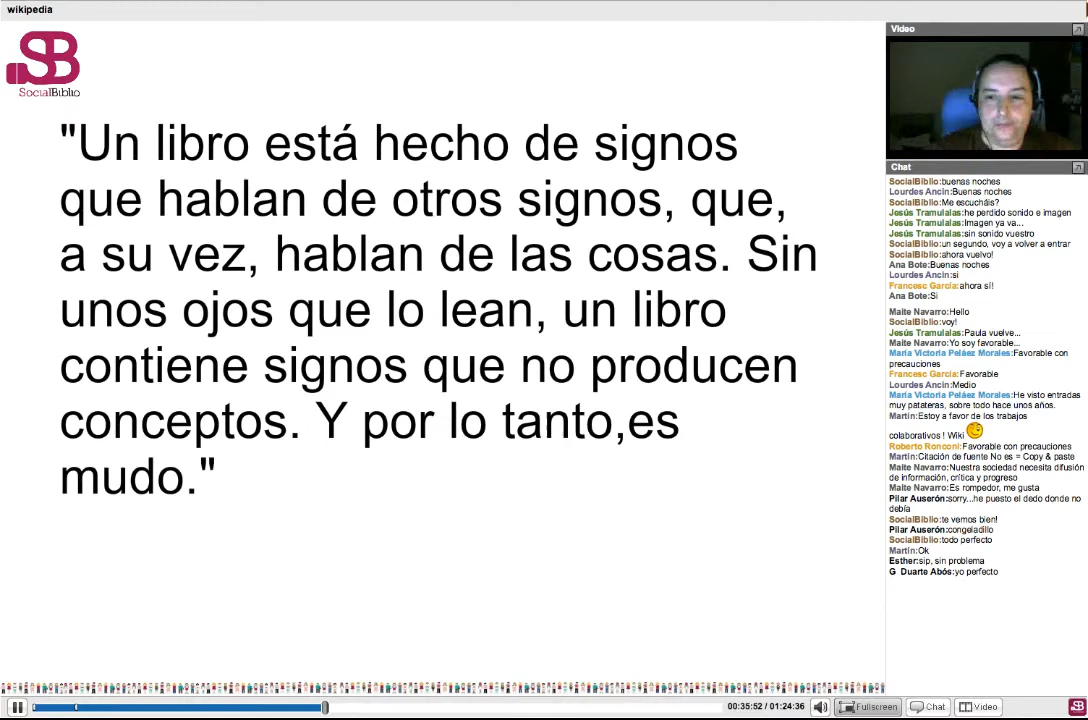 wikipedia
SB
SocialBiblio
"Un libro está hecho de signos
que hablan de otros signos, que,
a su vez, hablan de las cosas. Sin
unos ojos que lo lean, un libro
contiene signos que no producen
conceptos. Y por lo tanto,es
mudo."
Video
Chat
SocialBiblio:buenas noches
Lourdes Ancin:Buenas noches
SocialBiblio:Me escucháis?
Jesús Tramulalas:he perdido sonido e imagen
Jesús Tramulalas:Imagen ya va...
Jesús Tramulalas:sin sonido vuestro
SocialBiblio:un segundo, voy a volver a entrar
SocialBiblio:ahora vuelvo!
Ana Bote:Buenas noches
Lourdes Ancin:si
Francesc García:ahora sí!
Ana Bote:Si
Maite Navarro:Hello
SocialBiblio:voy!
Jesús Tramulalas:Paula vuelve...
Maite Navarro:Yo soy favorable...
María Victoria Peláez Morales:Favorable con
precauciones
Francesc García:Favorable
Lourdes Ancin:Medio
María Victoria Peláez Morales:He visto entradas
muy patateras, sobre todo hace unos años.
Martín:Estoy a favor de los trabajos
colaborativos ! Wiki
Roberto Ronconi:Favorable con precauciones
Martín:Citación de fuente No es = Copy & paste
Maite Navarro:Nuestra sociedad necesita difusión
de información, crítica y progreso
Maite Navarro:Es rompedor, me gusta
Pilar Auserón:sorry...he puesto el dedo donde no
debía
SocialBiblio:te vemos bien!
Pilar Auserón:congeladillo
SocialBiblio:todo perfecto
Martín:Ok
Esther:sip, sin problema
G Duarte Abós:yo perfecto
00:35:52 / 01:24:36
Fullscreen
Chat
Video
SB